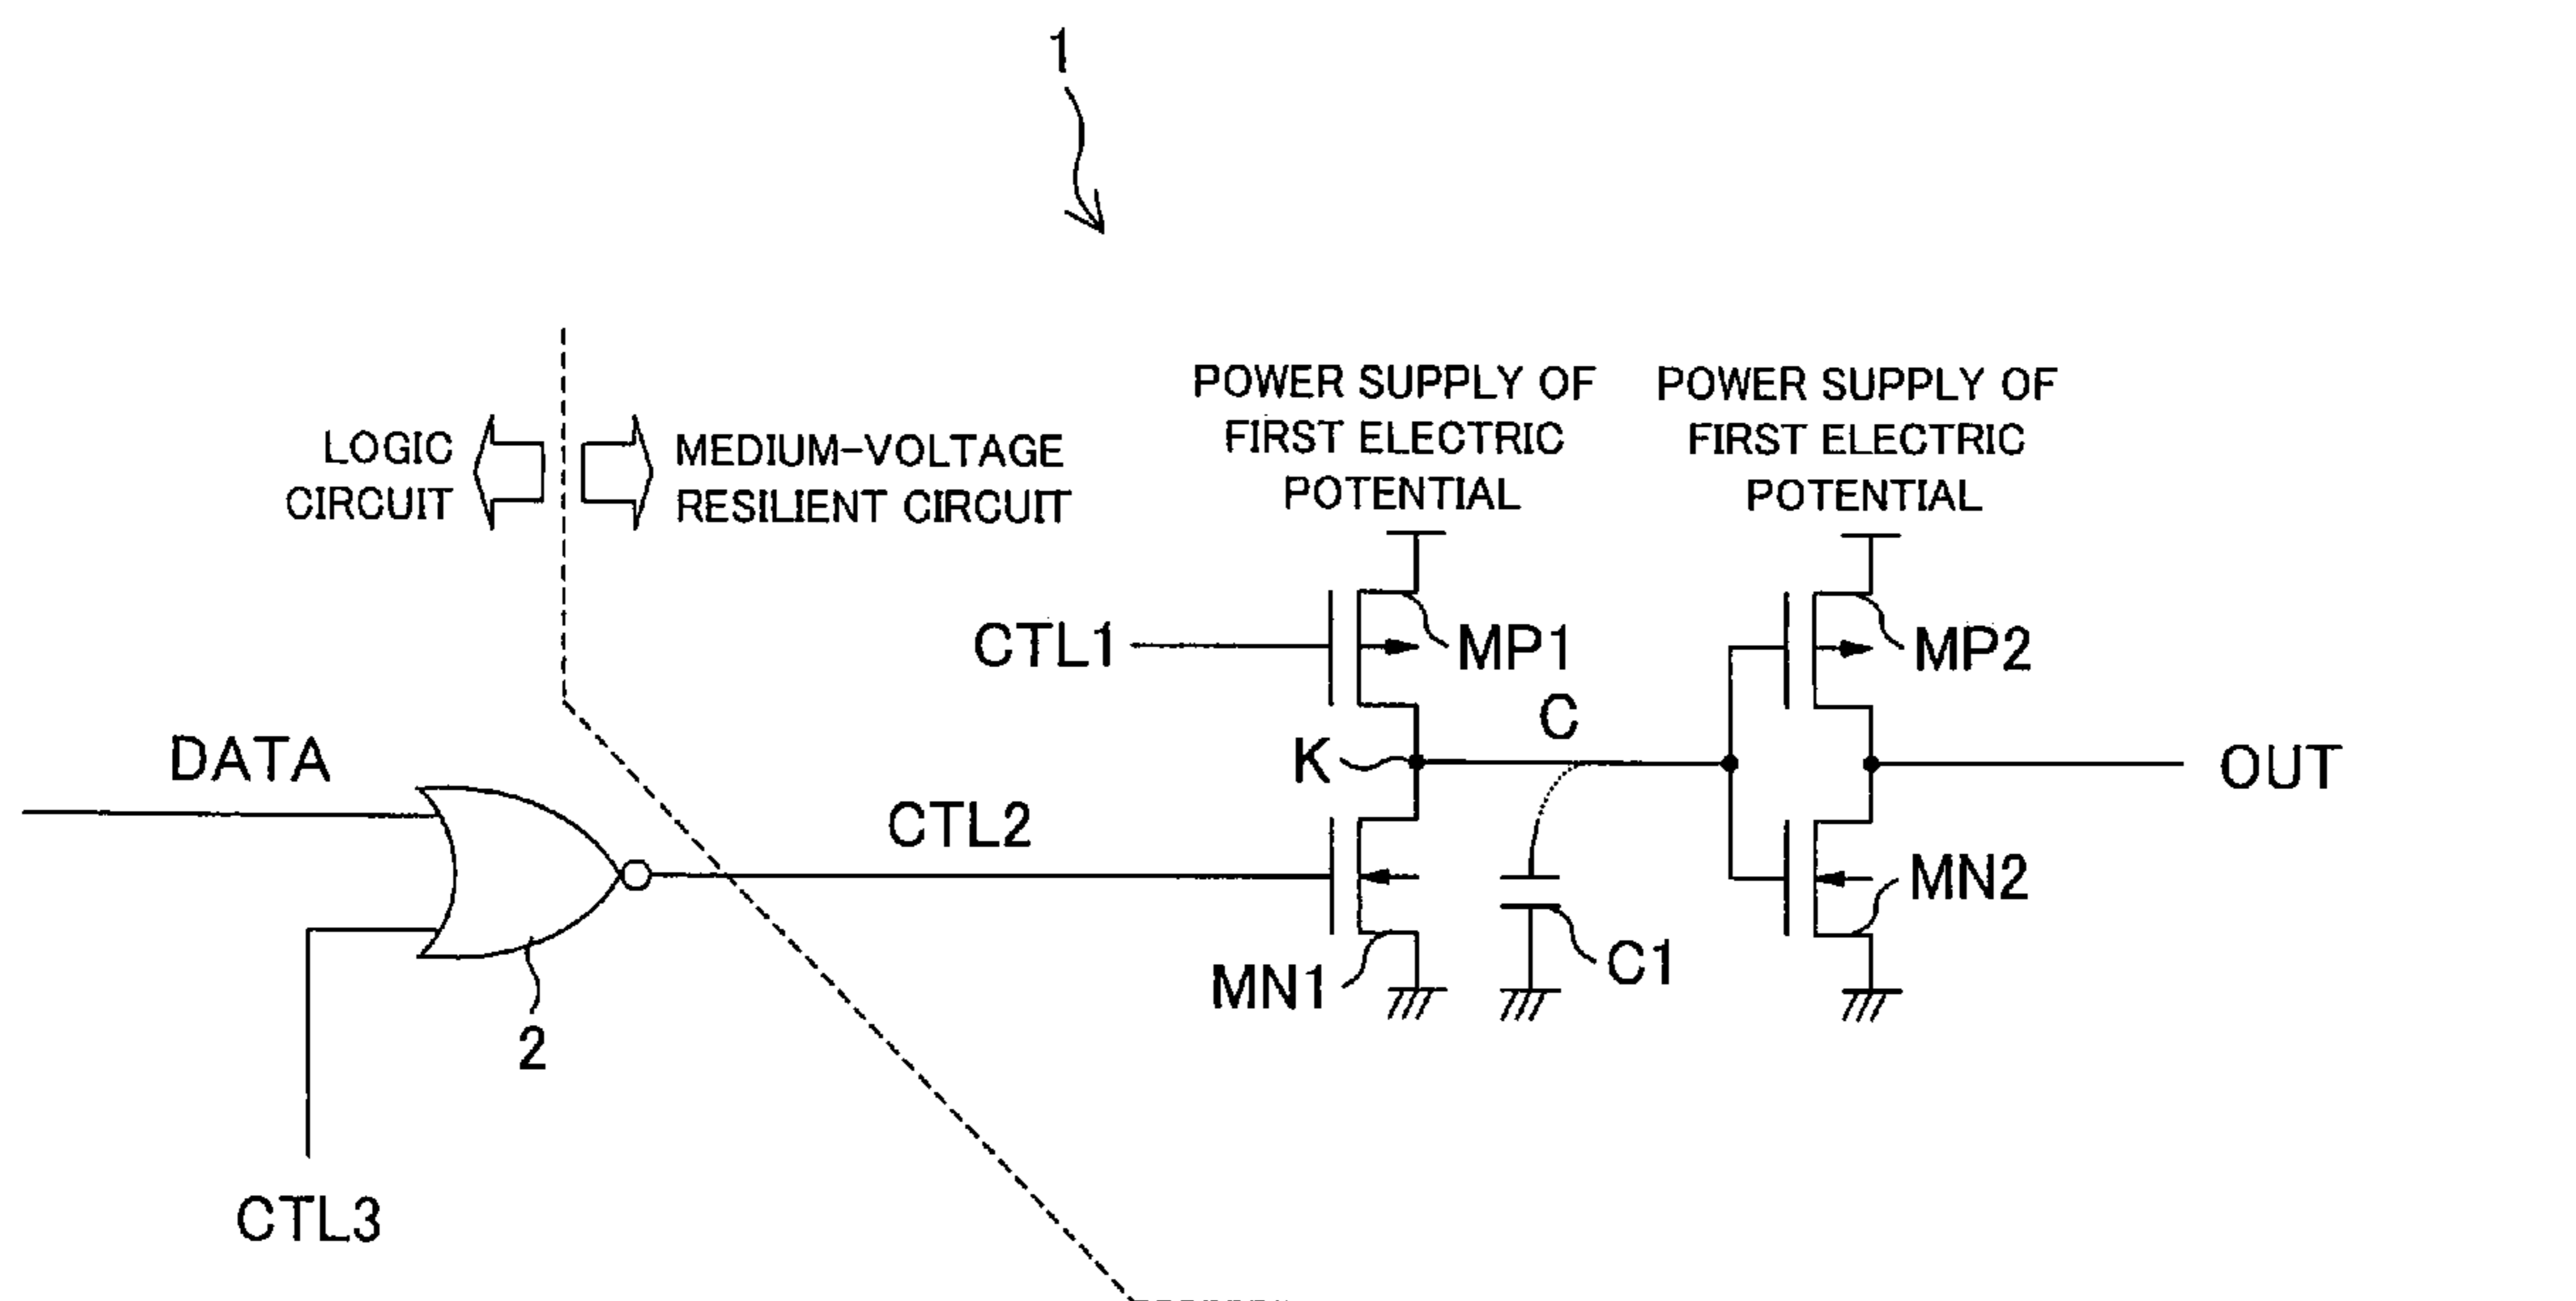 1
POWER SUPPLY OF
FIRST ELECTRIC
POTENTIAL
POWER SUPPLY OF
FIRST ELECTRIC
POTENTIAL
LOGIC
CIRCUIT
MEDIUM-VOLTAGE
RESILIENT CIRCUIT
CTL1
MP1
MP2
C
K
DATA
OUT
CTL2
MN2
MN1
C1
2
CTL3